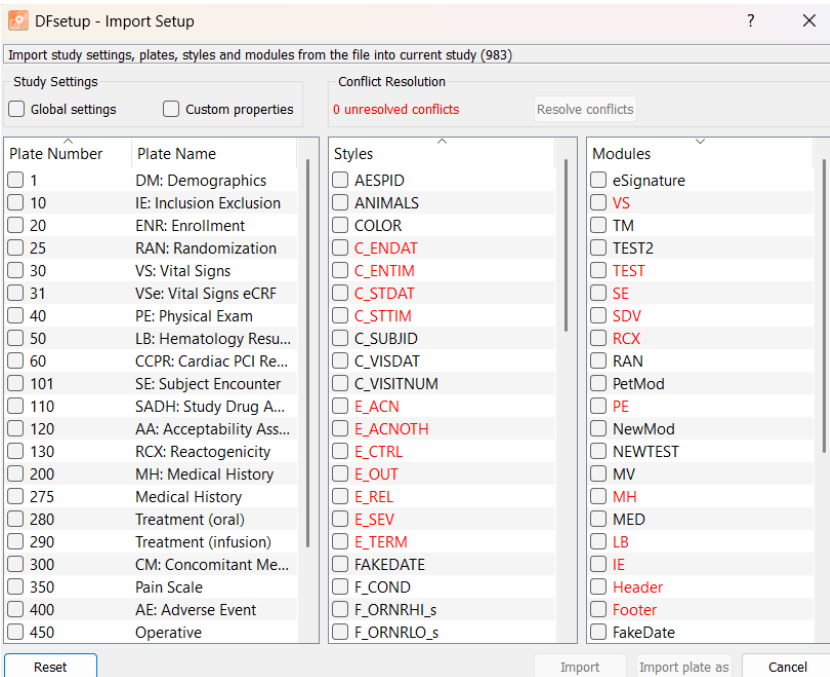 DFsetup - Import Setup
Import study settings, plates, styles and modules from the file into current study (983)
Study Settings
Global settings Custom properties
Conflict Resolution
0 unresolved conflicts Resolve conflicts
Plate Number Plate Name
1 DM: Demographics
10 IE: Inclusion Exclusion
20 ENR: Enrollment
25 RAN: Randomization
30 VS: Vital Signs
31 VSe: Vital Signs eCRF
40 PE: Physical Exam
50 LB: Hematology Resu...
60 CCPR: Cardiac PCI Re...
101 SE: Subject Encounter
110 SADH: Study Drug A...
120 AA: Acceptability Ass...
130 RCX: Reactogenicity
200 MH: Medical History
275 Medical History
280 Treatment (oral)
290 Treatment (infusion)
300 CM: Concomitant Me...
350 Pain Scale
400 AE: Adverse Event
450 Operative
Styles
AESPID
ANIMALS
COLOR
C_ENDAT
C_ENTIM
C_STDAT
C_STTIM
C_SUBJID
C_VISDAT
C_VISITNUM
E_ACN
E_ACNOTH
E_CTRL
E_OUT
E_REL
E_SEV
E_TERM
FAKEDATE
F_COND
F_ORNRHI_s
F_ORNRLO_s
Modules
eSignature
VS
TM
TEST2
TEST
SE
SDV
RCX
RAN
PetMod
PE
NewMod
NEWTEST
MV
MH
MED
LB
IE
Header
Footer
FakeDate
Reset Import Import plate as Cancel